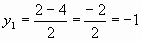 y₁ = (2 − 4)/2 = (−2)/2 = −1